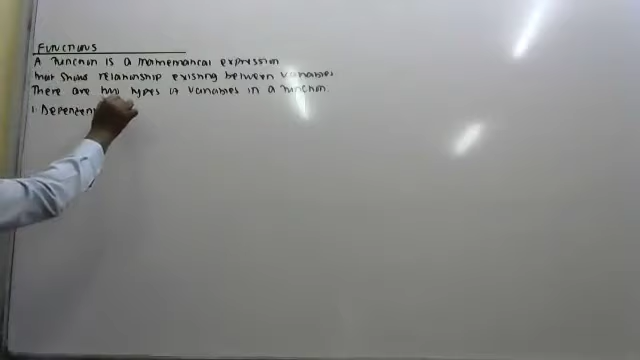 FUNCTIONS
A function is a mathematical expression
that shows relationship existing between variables
There are two types of variables in a function.
1. Dependent